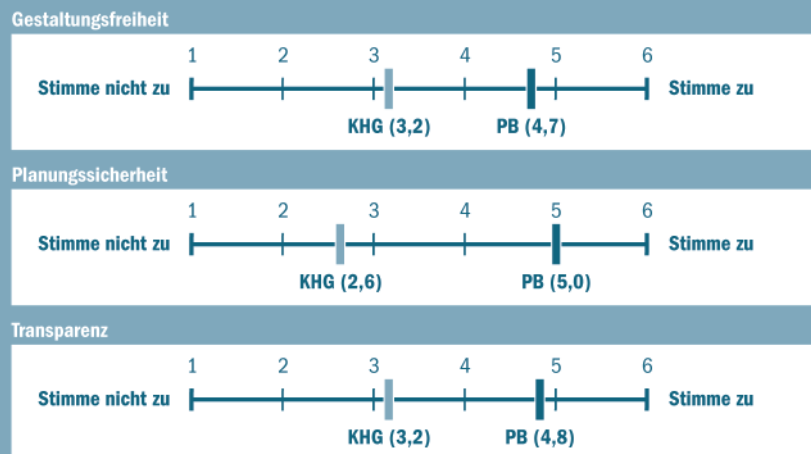 Gestaltungsfreiheit
1 2 3 4 5 6
Stimme nicht zu Stimme zu
KHG (3,2) PB (4,7)
Planungssicherheit
1 2 3 4 5 6
Stimme nicht zu Stimme zu
KHG (2,6) PB (5,0)
Transparenz
1 2 3 4 5 6
Stimme nicht zu Stimme zu
KHG (3,2) PB (4,8)